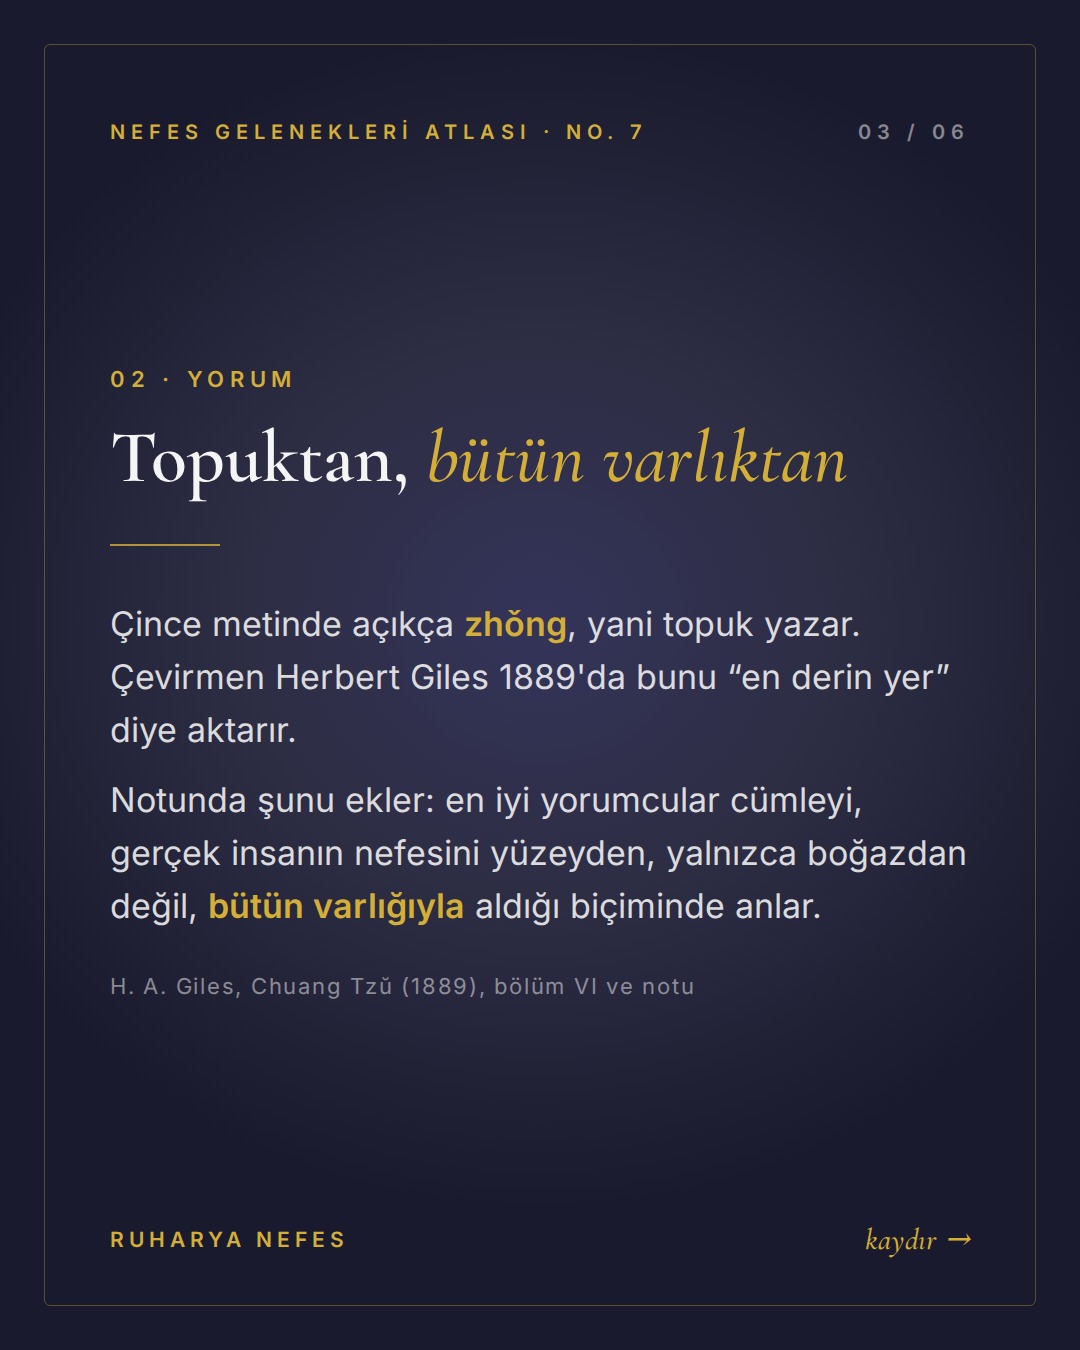 NEFES GELENEKLERİ ATLASI · NO. 7
03 / 06
02 · YORUM
Topuktan, bütün varlıktan
Çince metinde açıkça zhǒng, yani topuk yazar.
Çevirmen Herbert Giles 1889'da bunu “en derin yer”
diye aktarır.
Notunda şunu ekler: en iyi yorumcular cümleyi,
gerçek insanın nefesini yüzeyden, yalnızca boğazdan
değil, bütün varlığıyla aldığı biçiminde anlar.
H. A. Giles, Chuang Tzŭ (1889), bölüm VI ve notu
RUHARYA NEFES
kaydır →